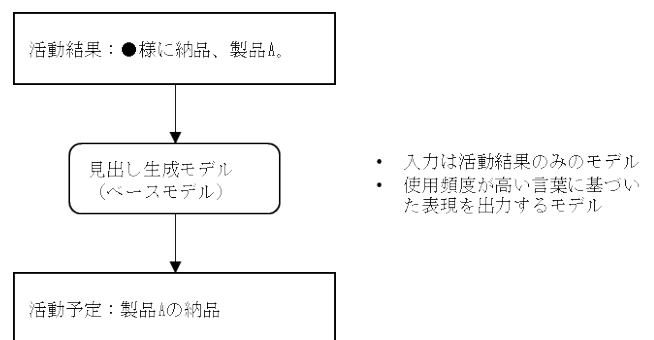 活動結果：●様に納品、製品A。
見出し生成モデル
（ベースモデル）
• 入力は活動結果のみのモデル
• 使用頻度が高い言葉に基づい
た表現を出力するモデル
活動予定：製品Aの納品